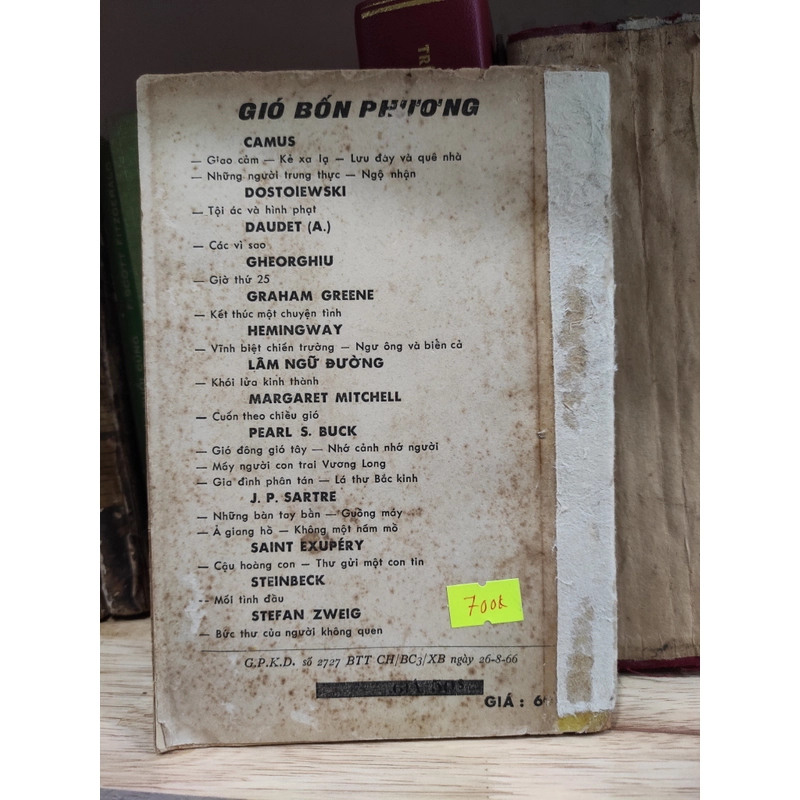 TR
GIÓ BỐN PHƯƠNG
CAMUS
— Giao cảm — Kẻ xa lạ — Lưu đày và quê nhà
— Những người trung thực — Ngộ nhận
DOSTOIEWSKI
— Tội ác và hình phạt
DAUDET (A.)
— Các vì sao
GHEORGHIU
— Giờ thứ 25
GRAHAM GREENE
— Kết thúc một chuyện tình
HEMINGWAY
— Vĩnh biệt chiến trường — Ngư ông và biển cả
LÂM NGỮ ĐƯỜNG
— Khói lửa kinh thành
MARGARET MITCHELL
— Cuốn theo chiều gió
PEARL S. BUCK
— Gió đông gió tây — Nhớ cảnh nhớ người
— Mấy người con trai Vương Long
— Gia đình phân tán — Lá thư Bắc kinh
J. P. SARTRE
— Những bàn tay bẩn — Guồng máy
— Ả giang hồ — Không một nấm mồ
SAINT EXUPÉRY
— Cậu hoàng con — Thư gửi một con tin
STEINBECK
-- Mối tình đầu
STEFAN ZWEIG
— Bức thư của người không quen
700k
G.P.K.D. số 2727 BTT CH/BC3/XB ngày 26-8-66
GIÁ : 6